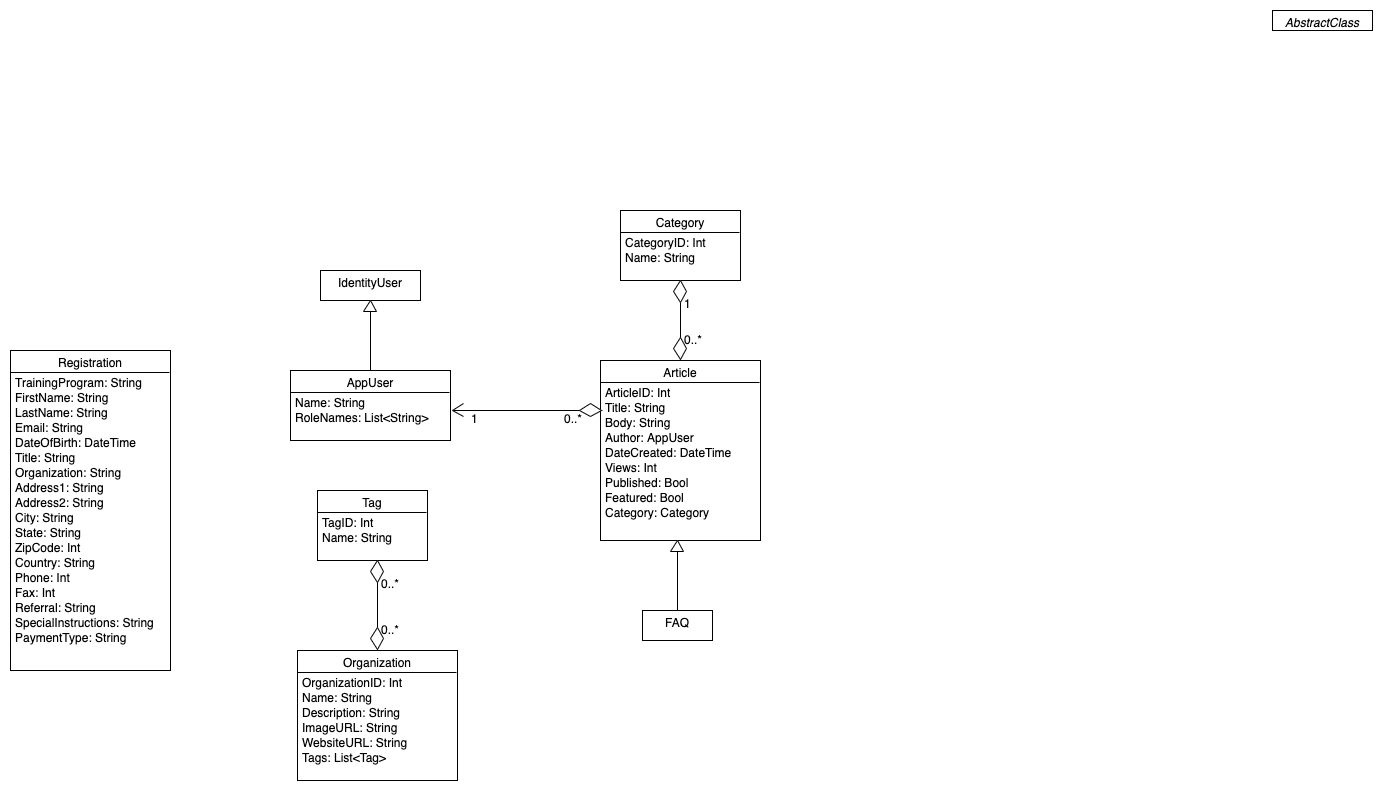 AbstractClass
Category
CategoryID: Int
Name: String
1
0..*
IdentityUser
AppUser
Name: String
RoleNames: List<String>
1
0..*
Article
ArticleID: Int
Title: String
Body: String
Author: AppUser
DateCreated: DateTime
Views: Int
Published: Bool
Featured: Bool
Category: Category
FAQ
Registration
TrainingProgram: String
FirstName: String
LastName: String
Email: String
DateOfBirth: DateTime
Title: String
Organization: String
Address1: String
Address2: String
City: String
State: String
ZipCode: Int
Country: String
Phone: Int
Fax: Int
Referral: String
SpecialInstructions: String
PaymentType: String
Tag
TagID: Int
Name: String
0..*
0..*
Organization
OrganizationID: Int
Name: String
Description: String
ImageURL: String
WebsiteURL: String
Tags: List<Tag>